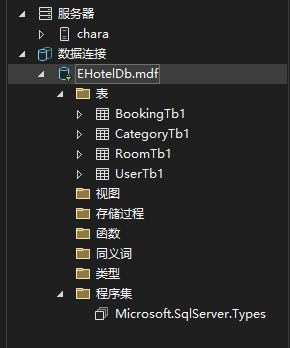 服务器
chara
数据连接
EHotelDb.mdf
表
BookingTb1
CategoryTb1
RoomTb1
UserTb1
视图
存储过程
函数
同义词
类型
程序集
Microsoft.SqlServer.Types